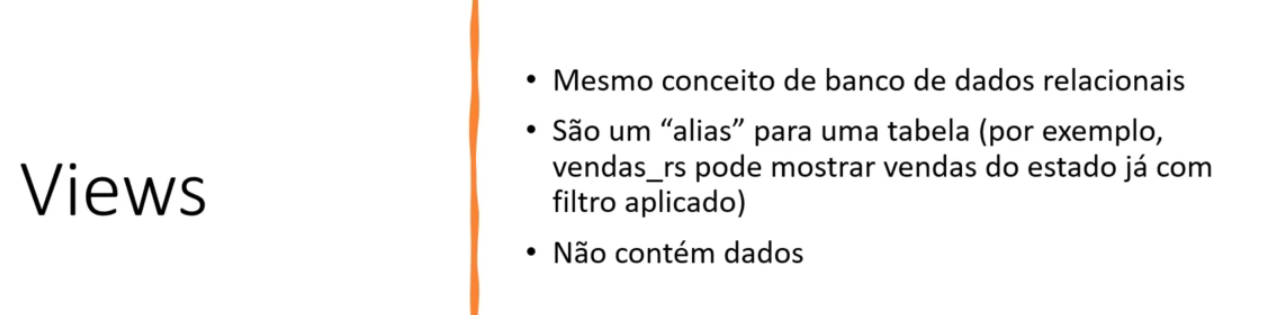 Views
• Mesmo conceito de banco de dados relacionais
• São um “alias” para uma tabela (por exemplo,
vendas_rs pode mostrar vendas do estado já com
filtro aplicado)
• Não contém dados